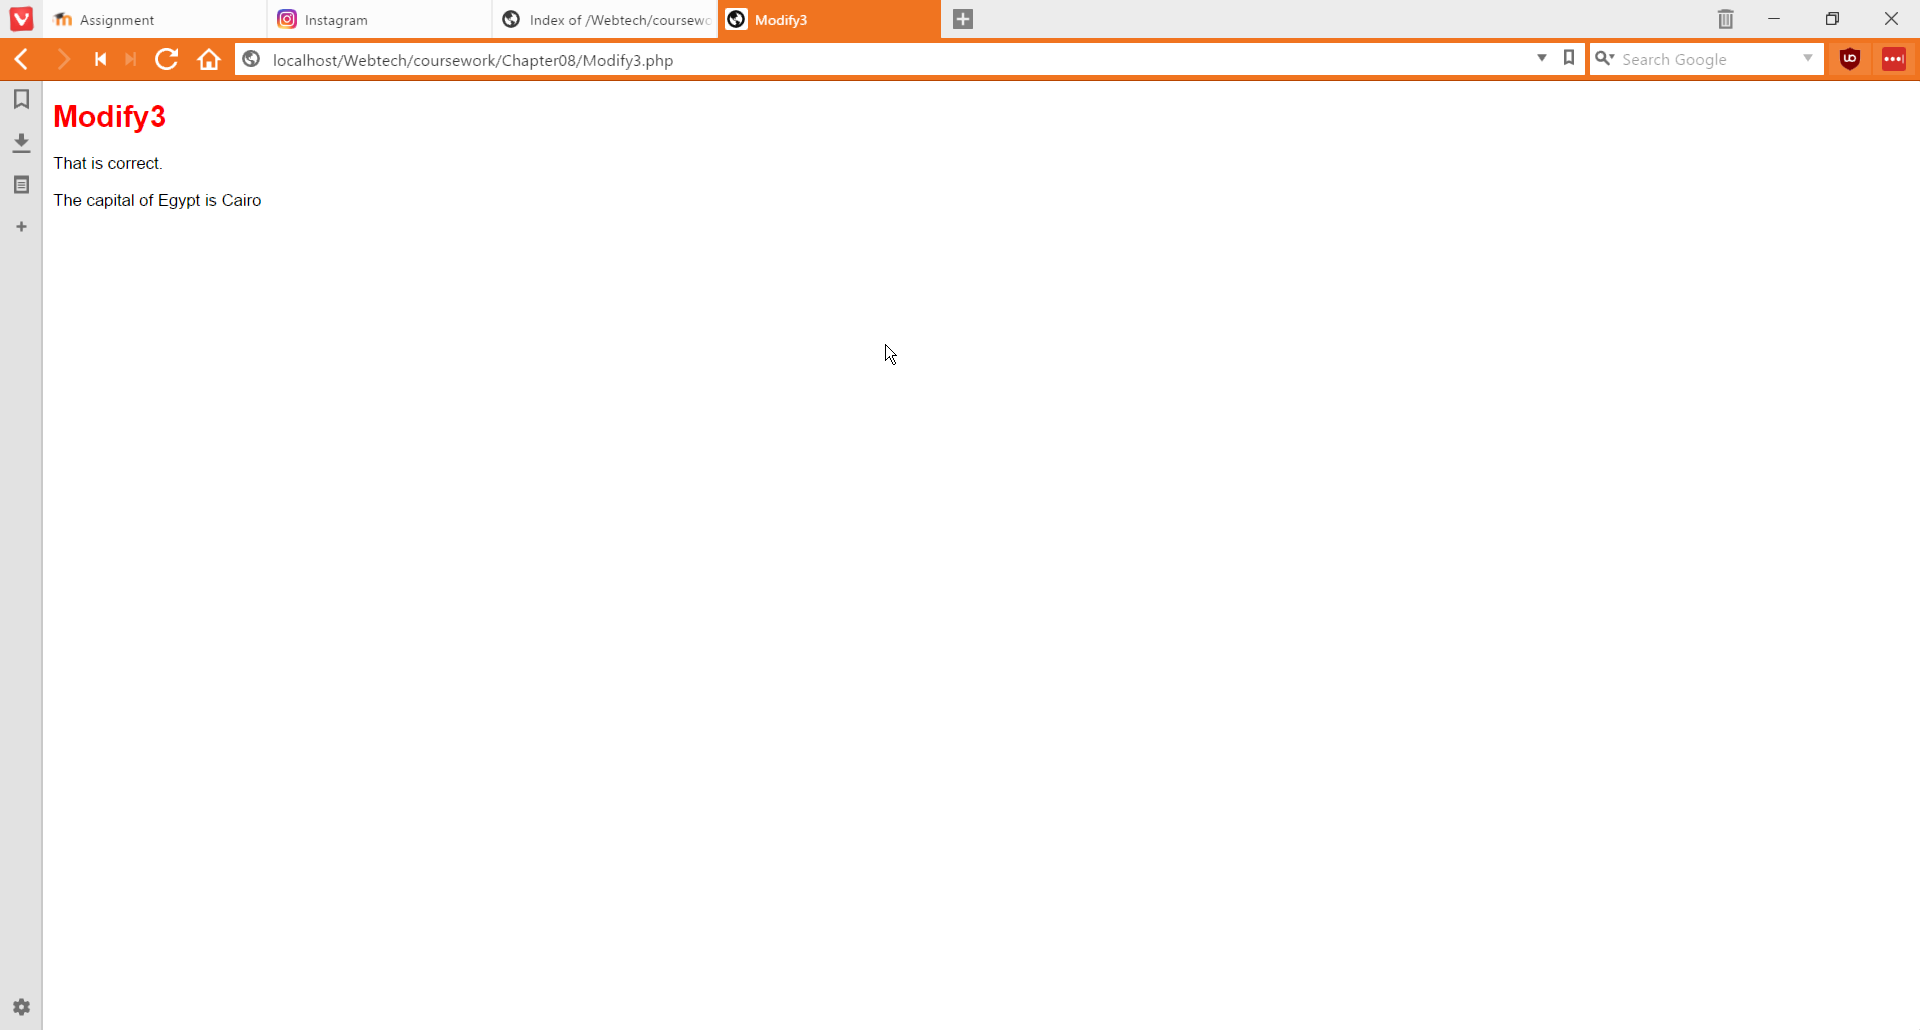 Assignment
Instagram
Index of /Webtech/coursewo
Modify3
localhost/Webtech/coursework/Chapter08/Modify3.php
Search Google
Modify3
That is correct.
The capital of Egypt is Cairo